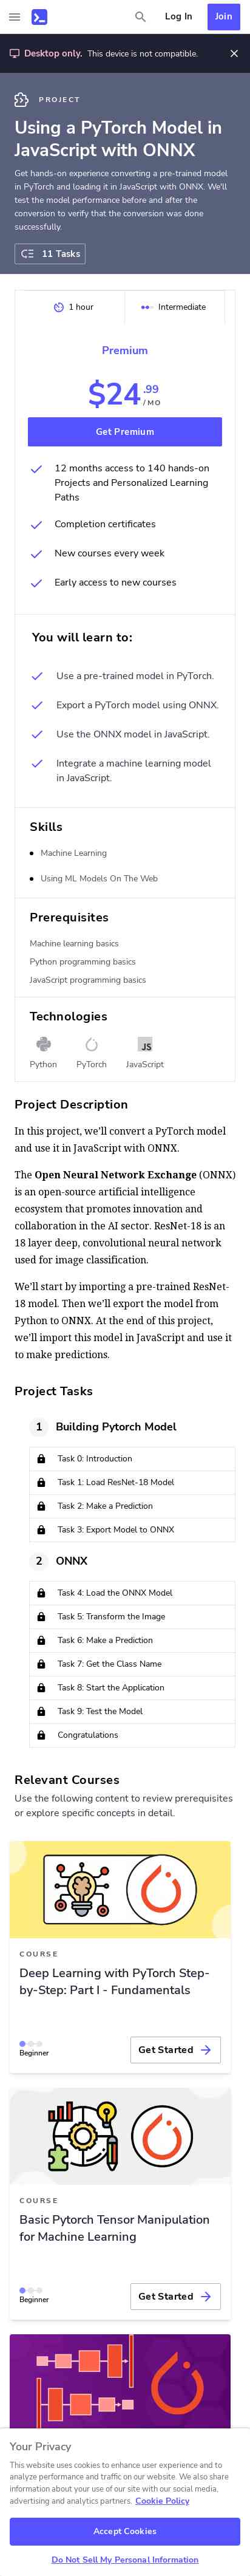 Log In
Join
Desktop only. This device is not compatible.
PROJECT
Using a PyTorch Model in
JavaScript with ONNX
Get hands-on experience converting a pre-trained model
in PyTorch and loading it in JavaScript with ONNX. We'll
test the model performance before and after the
conversion to verify that the conversion was done
successfully.
11 Tasks
1 hour
Intermediate
Premium
$24.99
/ MO
Get Premium
12 months access to 140 hands-on
Projects and Personalized Learning
Paths
Completion certificates
New courses every week
Early access to new courses
You will learn to:
Use a pre-trained model in PyTorch.
Export a PyTorch model using ONNX.
Use the ONNX model in JavaScript.
Integrate a machine learning model
in JavaScript.
Skills
Machine Learning
Using ML Models On The Web
Prerequisites
Machine learning basics
Python programming basics
JavaScript programming basics
Technologies
JS
Python
PyTorch
JavaScript
Project Description
In this project, we'll convert a PyTorch model
and use it in JavaScript with ONNX.
The Open Neural Network Exchange (ONNX)
is an open-source artificial intelligence
ecosystem that promotes innovation and
collaboration in the AI sector. ResNet-18 is an
18 layer deep, convolutional neural network
used for image classification.
We'll start by importing a pre-trained ResNet-
18 model. Then we'll export the model from
Python to ONNX. At the end of this project,
we'll import this model in JavaScript and use it
to make predictions.
Project Tasks
1 Building Pytorch Model
Task 0: Introduction
Task 1: Load ResNet-18 Model
Task 2: Make a Prediction
Task 3: Export Model to ONNX
2 ONNX
Task 4: Load the ONNX Model
Task 5: Transform the Image
Task 6: Make a Prediction
Task 7: Get the Class Name
Task 8: Start the Application
Task 9: Test the Model
Congratulations
Relevant Courses
Use the following content to review prerequisites
or explore specific concepts in detail.
COURSE
Deep Learning with PyTorch Step-
by-Step: Part I - Fundamentals
Beginner
Get Started
COURSE
Basic Pytorch Tensor Manipulation
for Machine Learning
Beginner
Get Started
Your Privacy
This website uses cookies to enhance user experience and to
analyze performance and traffic on our website. We also share
information about your use of our site with our social media,
advertising and analytics partners. Cookie Policy
Accept Cookies
Do Not Sell My Personal Information